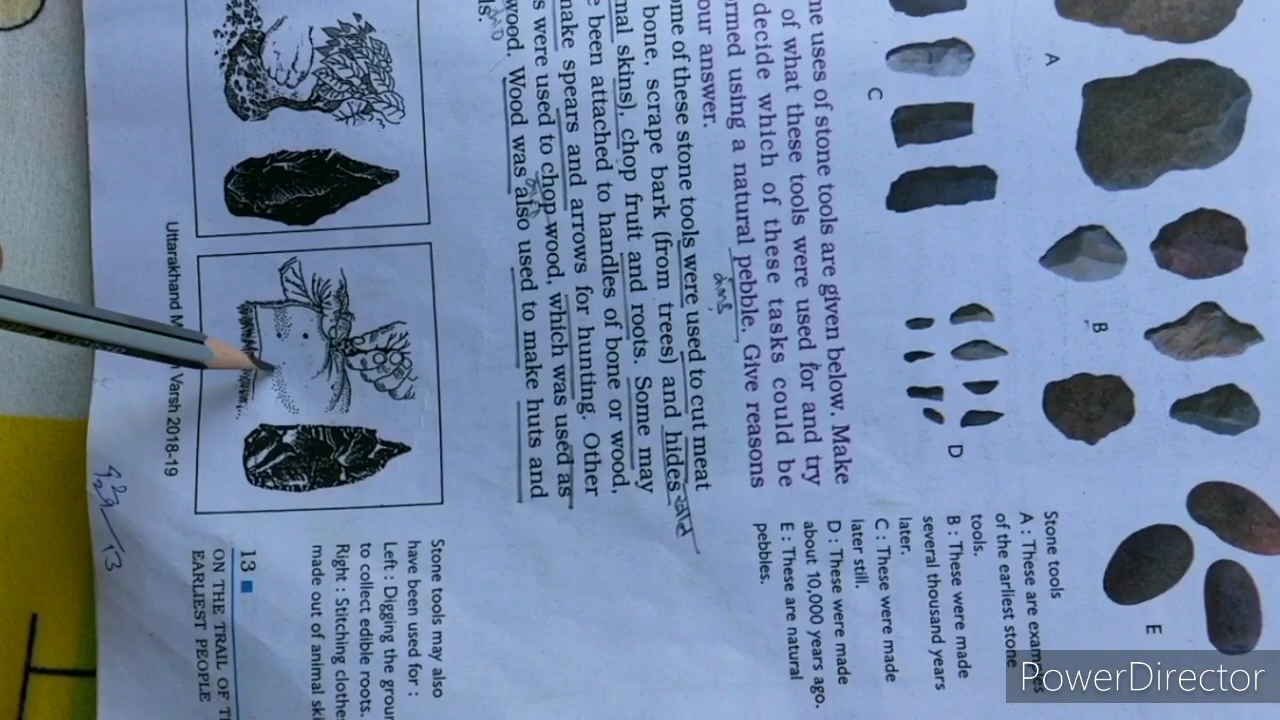 A
B
C
D
E
Stone tools
A : These are
of the earliest stone
tools.
B : These were made
several thousand years
later.
C : These were made
later still.
D : These were made
about 10,000 years ago.
E : These are natural
pebbles.
uses of stone tools are given below. Make
of what these tools were used for and try
decide which of these tasks could be
using a natural pebble. Give reasons
our answer.
ome of these stone tools were used to cut meat
bone, scrape bark (from trees) and hides
mal skins), chop fruit and roots. Some may
e been attached to handles of bone or wood,
make spears and arrows for hunting. Other
s were used to chop wood, which was used as
wood. Wood was also used to make huts and
ls.
खाल
Stone tools may also
have been used for :
Left : Digging the
to collect edible roots.
Right : Stitching clothes
made out of animal
13
ON THE TRAIL OF
EARLIEST PEOPLE
Uttarakhand Varsh 2018-19
PowerDirector